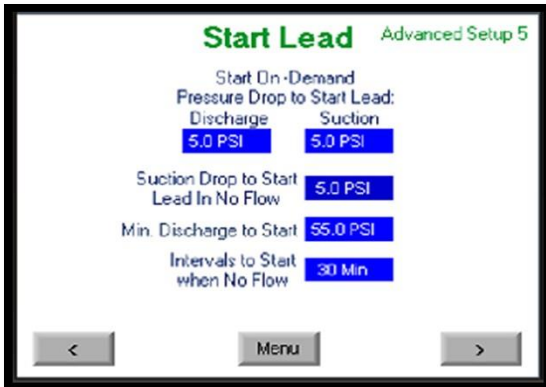 Start Lead
Advanced Setup 5
Start On-Demand
Pressure Drop to Start Lead:
Discharge Suction
5.0 PSI 5.0 PSI
Suction Drop to Start
Lead In No Flow
5.0 PSI
Min. Discharge to Start 55.0 PSI
Intervals to Start
when No Flow
30 Min
< Menu >